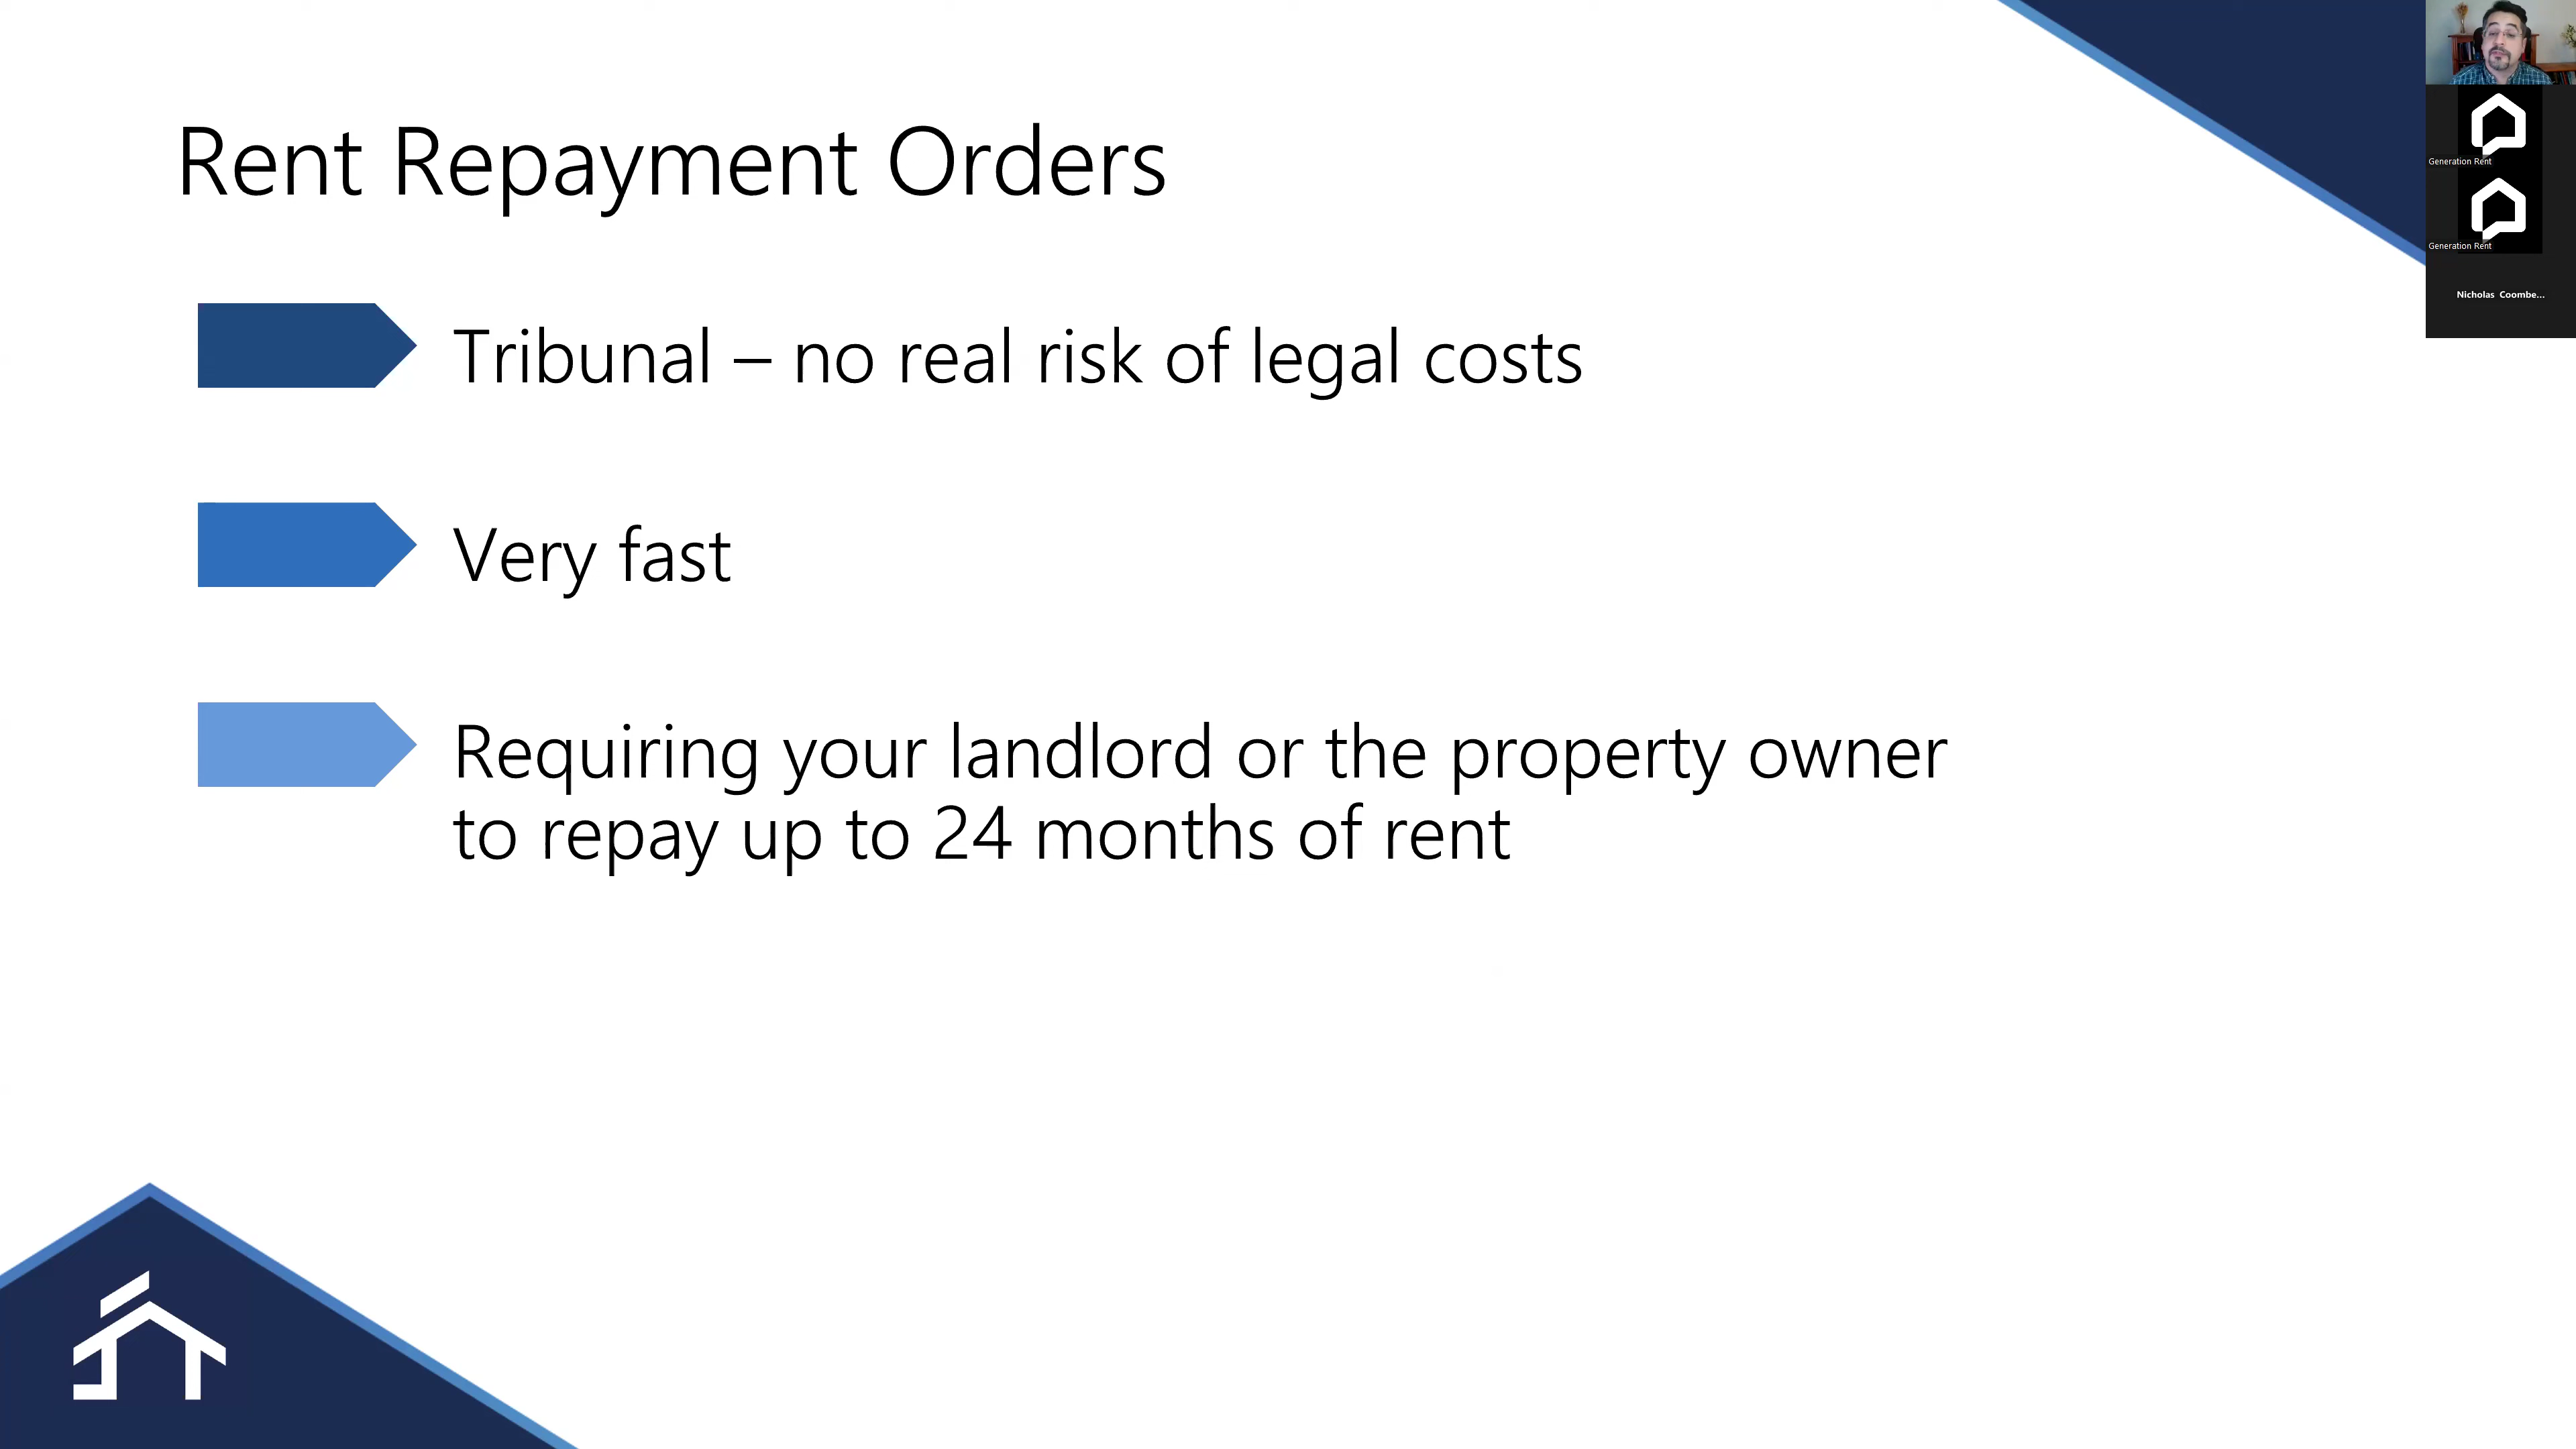 Rent Repayment Orders
Tribunal – no real risk of legal costs
Very fast
Requiring your landlord or the property owner
to repay up to 24 months of rent
Generation Rent
Generation Rent
Nicholas Coombe...